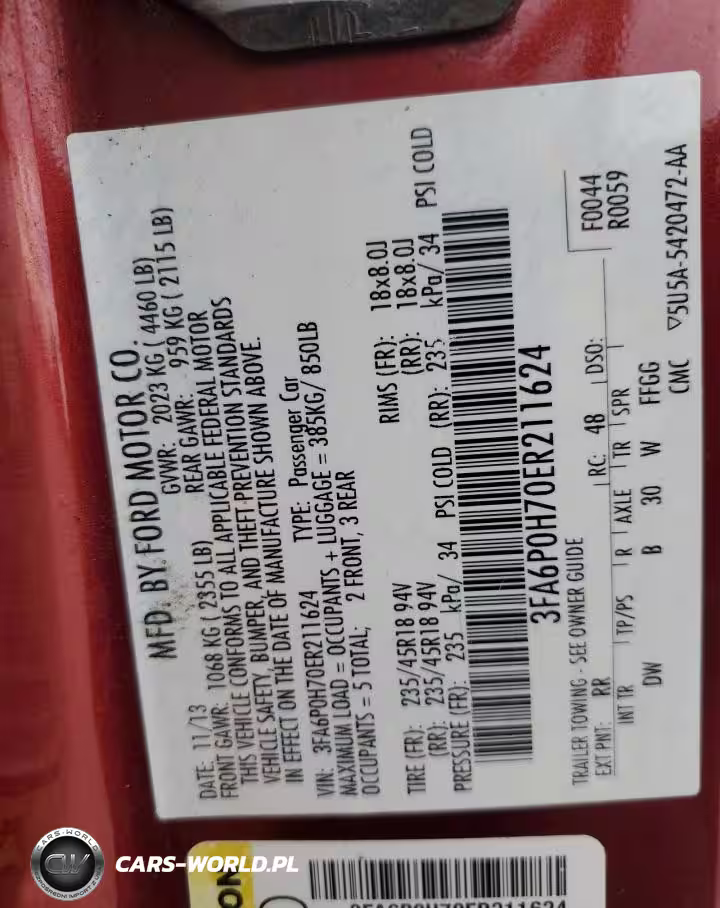 MFD. BY FORD MOTOR CO.
DATE: 11/13 GVWR: 2023 KG ( 4460 LB)
FRONT GAWR: 1068 KG ( 2355 LB) REAR GAWR: 959 KG ( 2115 LB)
THIS VEHICLE CONFORMS TO ALL APPLICABLE FEDERAL MOTOR
VEHICLE SAFETY, BUMPER, AND THEFT PREVENTION STANDARDS
IN EFFECT ON THE DATE OF MANUFACTURE SHOWN ABOVE.
VIN: 3FA6P0H70ER211624 TYPE: Passenger Car
MAXIMUM LOAD = OCCUPANTS + LUGGAGE = 385KG/ 850LB
OCCUPANTS = 5 TOTAL; 2 FRONT, 3 REAR
TIRE (FR): 235/45R18 94V RIMS (FR): 18x8.0J
(RR): 235/45R18 94V (RR): 18x8.0J
PRESSURE (FR): 235 kPa/ 34 PSI COLD (RR): 235 kPa/ 34 PSI COLD
3FA6P0H70ER211624
TRAILER TOWING - SEE OWNER GUIDE F0044
EXT PNT: RR RC: 48 DSO: R0059
INT TR TP/PS R AXLE TR SPR
DW B 30 W FFGG
CMC ▽5U5A-5420472-AA
3FA6P0H70ER211624
CARS-WORLD
CW
CARS-WORLD.PL